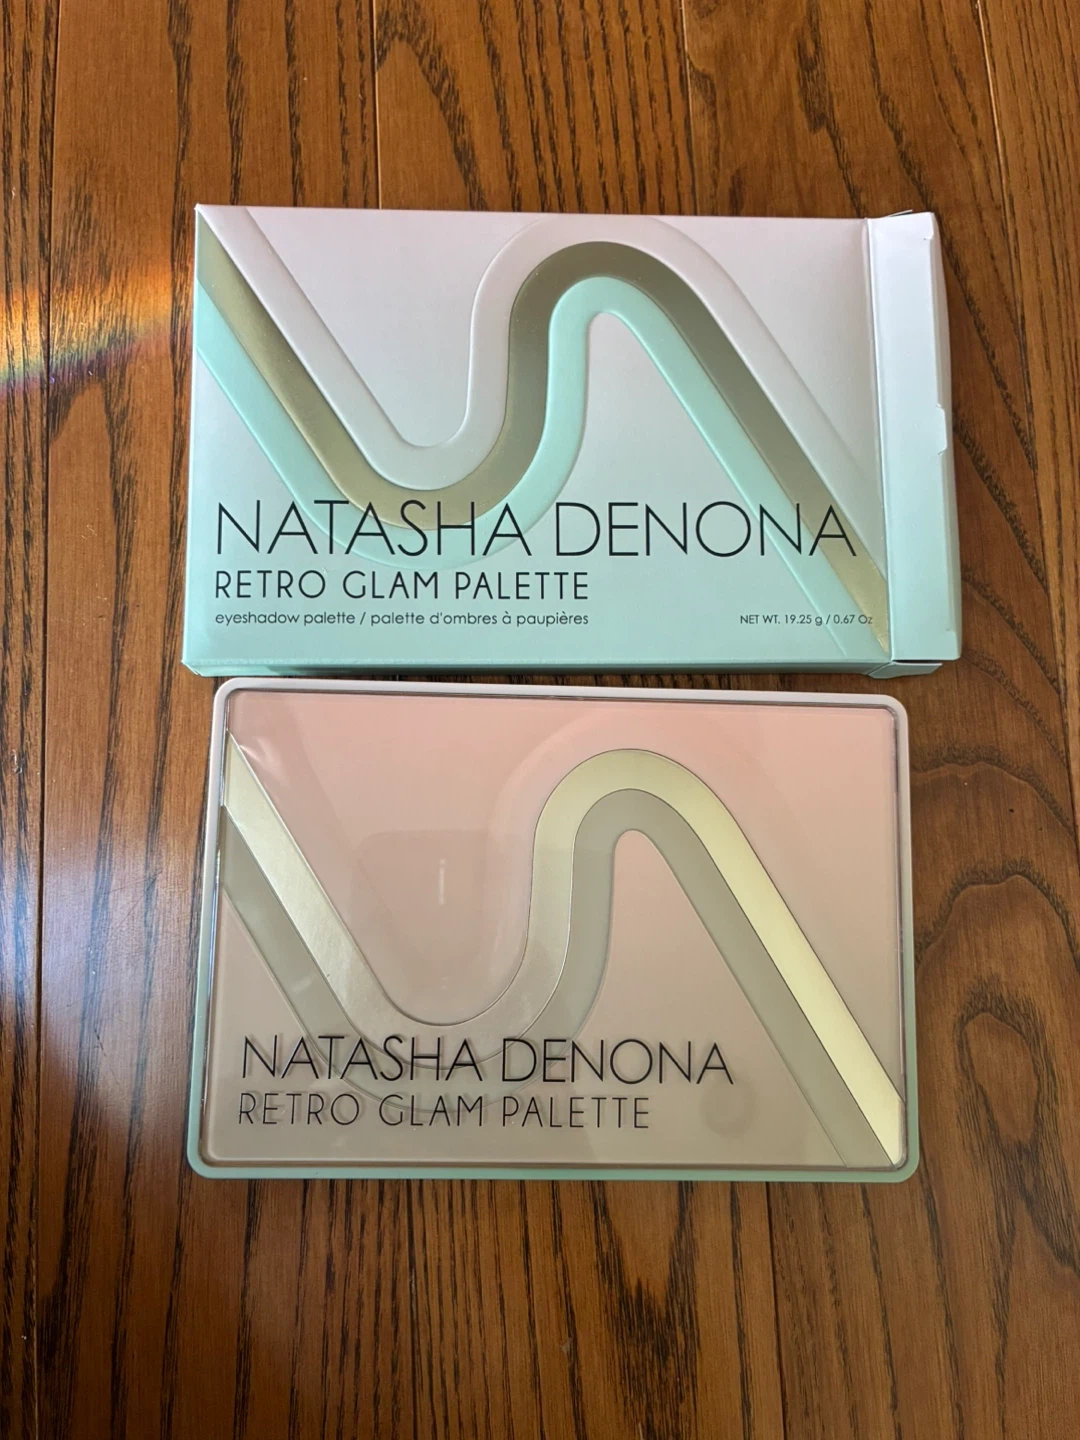 NATASHA DENONA
RETRO GLAM PALETTE
eyeshadow palette / palette d'ombres à paupières
NET WT. 19.25 g / 0.67 Oz
NATASHA DENONA
RETRO GLAM PALETTE